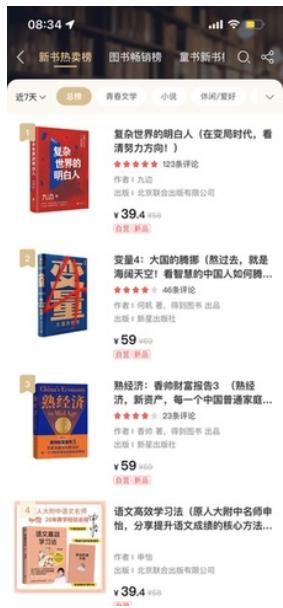 08:34
新书热卖榜 图书畅销榜 童书新书榜
近7天 总榜 青春文学 小说 休闲/爱好
1
复杂
世界的
明白人
九边
复杂世界的明白人（在变局时代，看
清努力方向！）
123条评论
作者：九边
出版：北京联合出版有限公司
¥39.4 ¥58
自营 新品
2
变量
变量4：大国的腾挪（熬过去，就是
海阔天空！看智慧的中国人如何腾...
46条评论
作者：何帆 著，得到图书 出品
出版：新星出版社
¥59 ¥69
自营 新品
3
China's Economy
in Mid Age
熟经济
熟经济：香帅财富报告3 （熟经
济，新资产，每一个中国普通家庭...
23条评论
作者：香帅 著，得到图书 出品
出版：新星出版社
¥59 ¥69
自营 新品
4
人大附中语文名师
语文高效
学习法
语文高效学习法（原人大附中名师申
怡，分享提升语文成绩的核心方法...
作者：申怡
出版：北京联合出版有限公司
¥39.4 ¥58